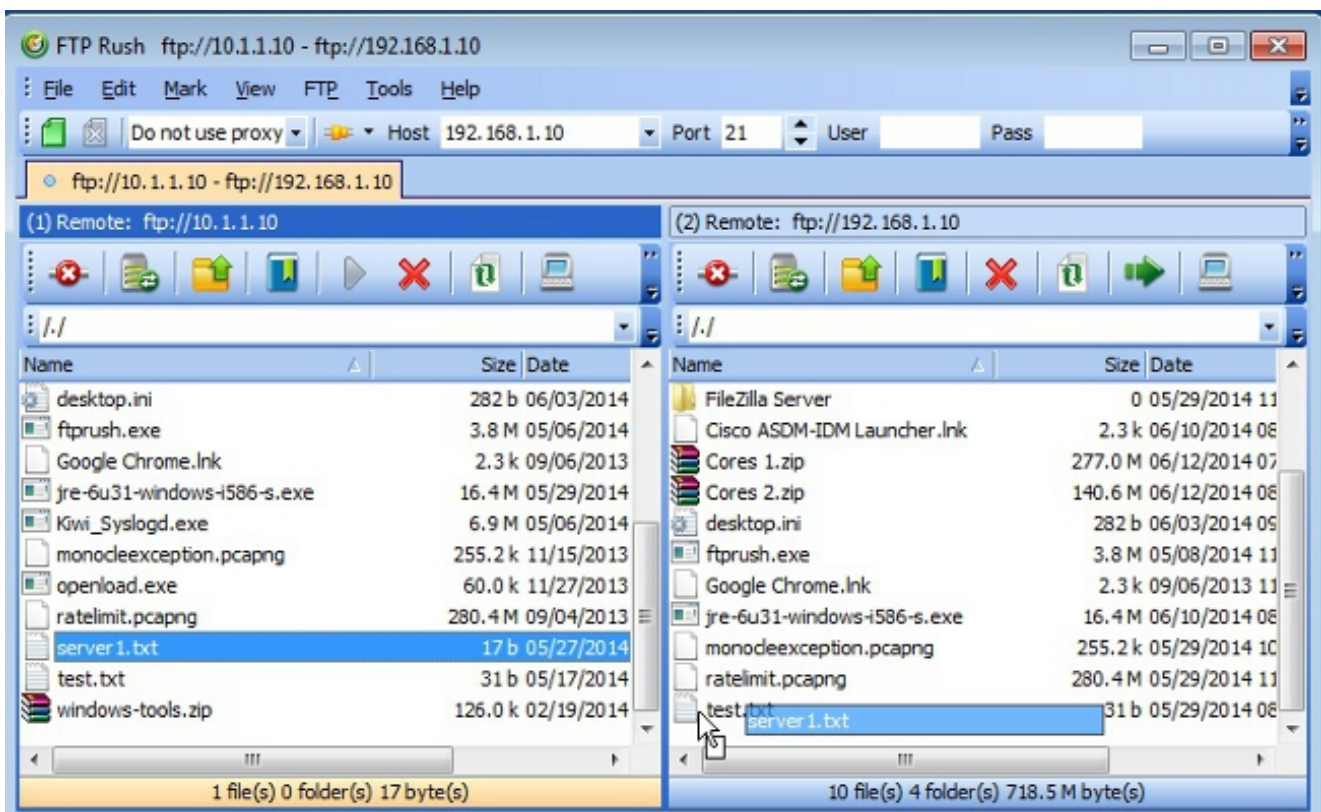 FTP Rush ftp://10.1.1.10 - ftp://192.168.1.10
File Edit Mark View FTP Tools Help
Do not use proxy Host 192.168.1.10 Port 21 User Pass
ftp://10.1.1.10 - ftp://192.168.1.10
(1) Remote: ftp://10.1.1.10
/./
Name Size Date
desktop.ini 282 b 06/03/2014
ftprush.exe 3.8 M 05/06/2014
Google Chrome.lnk 2.3 k 09/06/2013
jre-6u31-windows-i586-s.exe 16.4 M 05/29/2014
Kiwi_Syslogd.exe 6.9 M 05/06/2014
monocleexception.pcapng 255.2 k 11/15/2013
openload.exe 60.0 k 11/27/2013
ratelimit.pcapng 280.4 M 09/04/2013
server1.txt 17 b 05/27/2014
test.txt 31 b 05/17/2014
windows-tools.zip 126.0 k 02/19/2014
1 file(s) 0 folder(s) 17 byte(s)
(2) Remote: ftp://192.168.1.10
/./
Name Size Date
FileZilla Server 0 05/29/2014 11
Cisco ASDM-IDM Launcher.lnk 2.3 k 06/10/2014 08
Cores 1.zip 277.0 M 06/12/2014 07
Cores 2.zip 140.6 M 06/12/2014 08
desktop.ini 282 b 06/03/2014 09
ftprush.exe 3.8 M 05/08/2014 11
Google Chrome.lnk 2.3 k 09/06/2013 11
jre-6u31-windows-i586-s.exe 16.4 M 06/10/2014 08
monocleexception.pcapng 255.2 k 05/29/2014 10
ratelimit.pcapng 280.4 M 05/29/2014 11
test.txt 31 b 05/29/2014 08
server1.txt
10 file(s) 4 folder(s) 718.5 M byte(s)